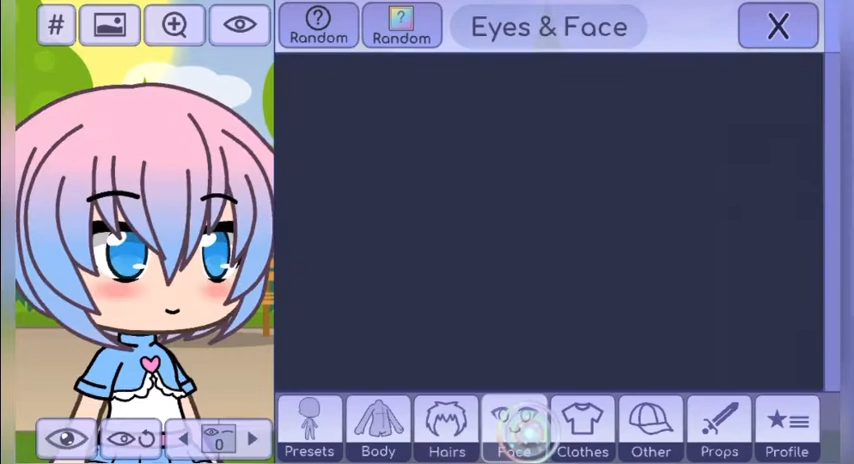 #
?
Random
?
Random
Eyes & Face
X
0
Presets
Body
Hairs
Face
Clothes
Other
Props
Profile